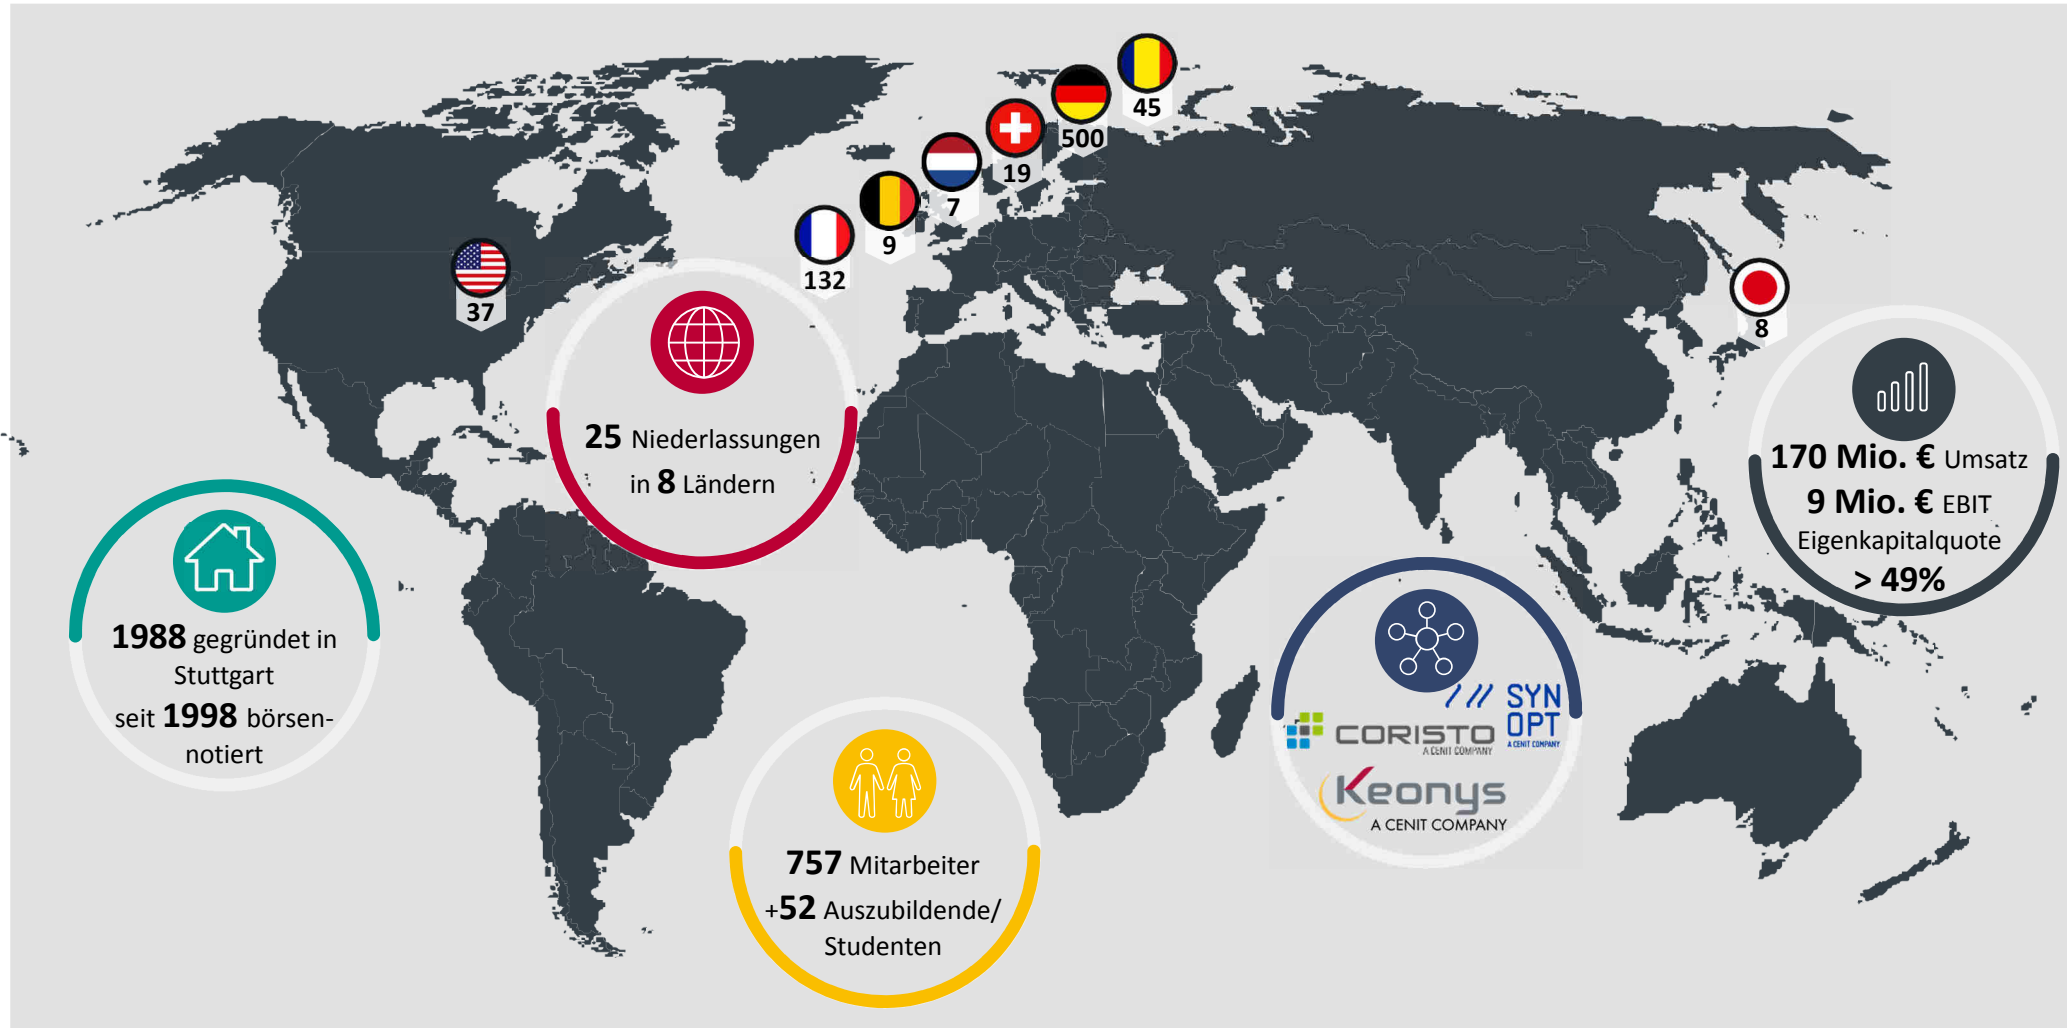 45
500
19
7
9
132
37
8
25 Niederlassungen
in 8 Ländern
170 Mio. € Umsatz
9 Mio. € EBIT
Eigenkapitalquote
> 49%
1988 gegründet in
Stuttgart
seit 1998 börsen-
notiert
757 Mitarbeiter
+52 Auszubildende/
Studenten
SYN
OPT
A CENIT COMPANY
CORISTO
A CENIT COMPANY
Keonys
A CENIT COMPANY